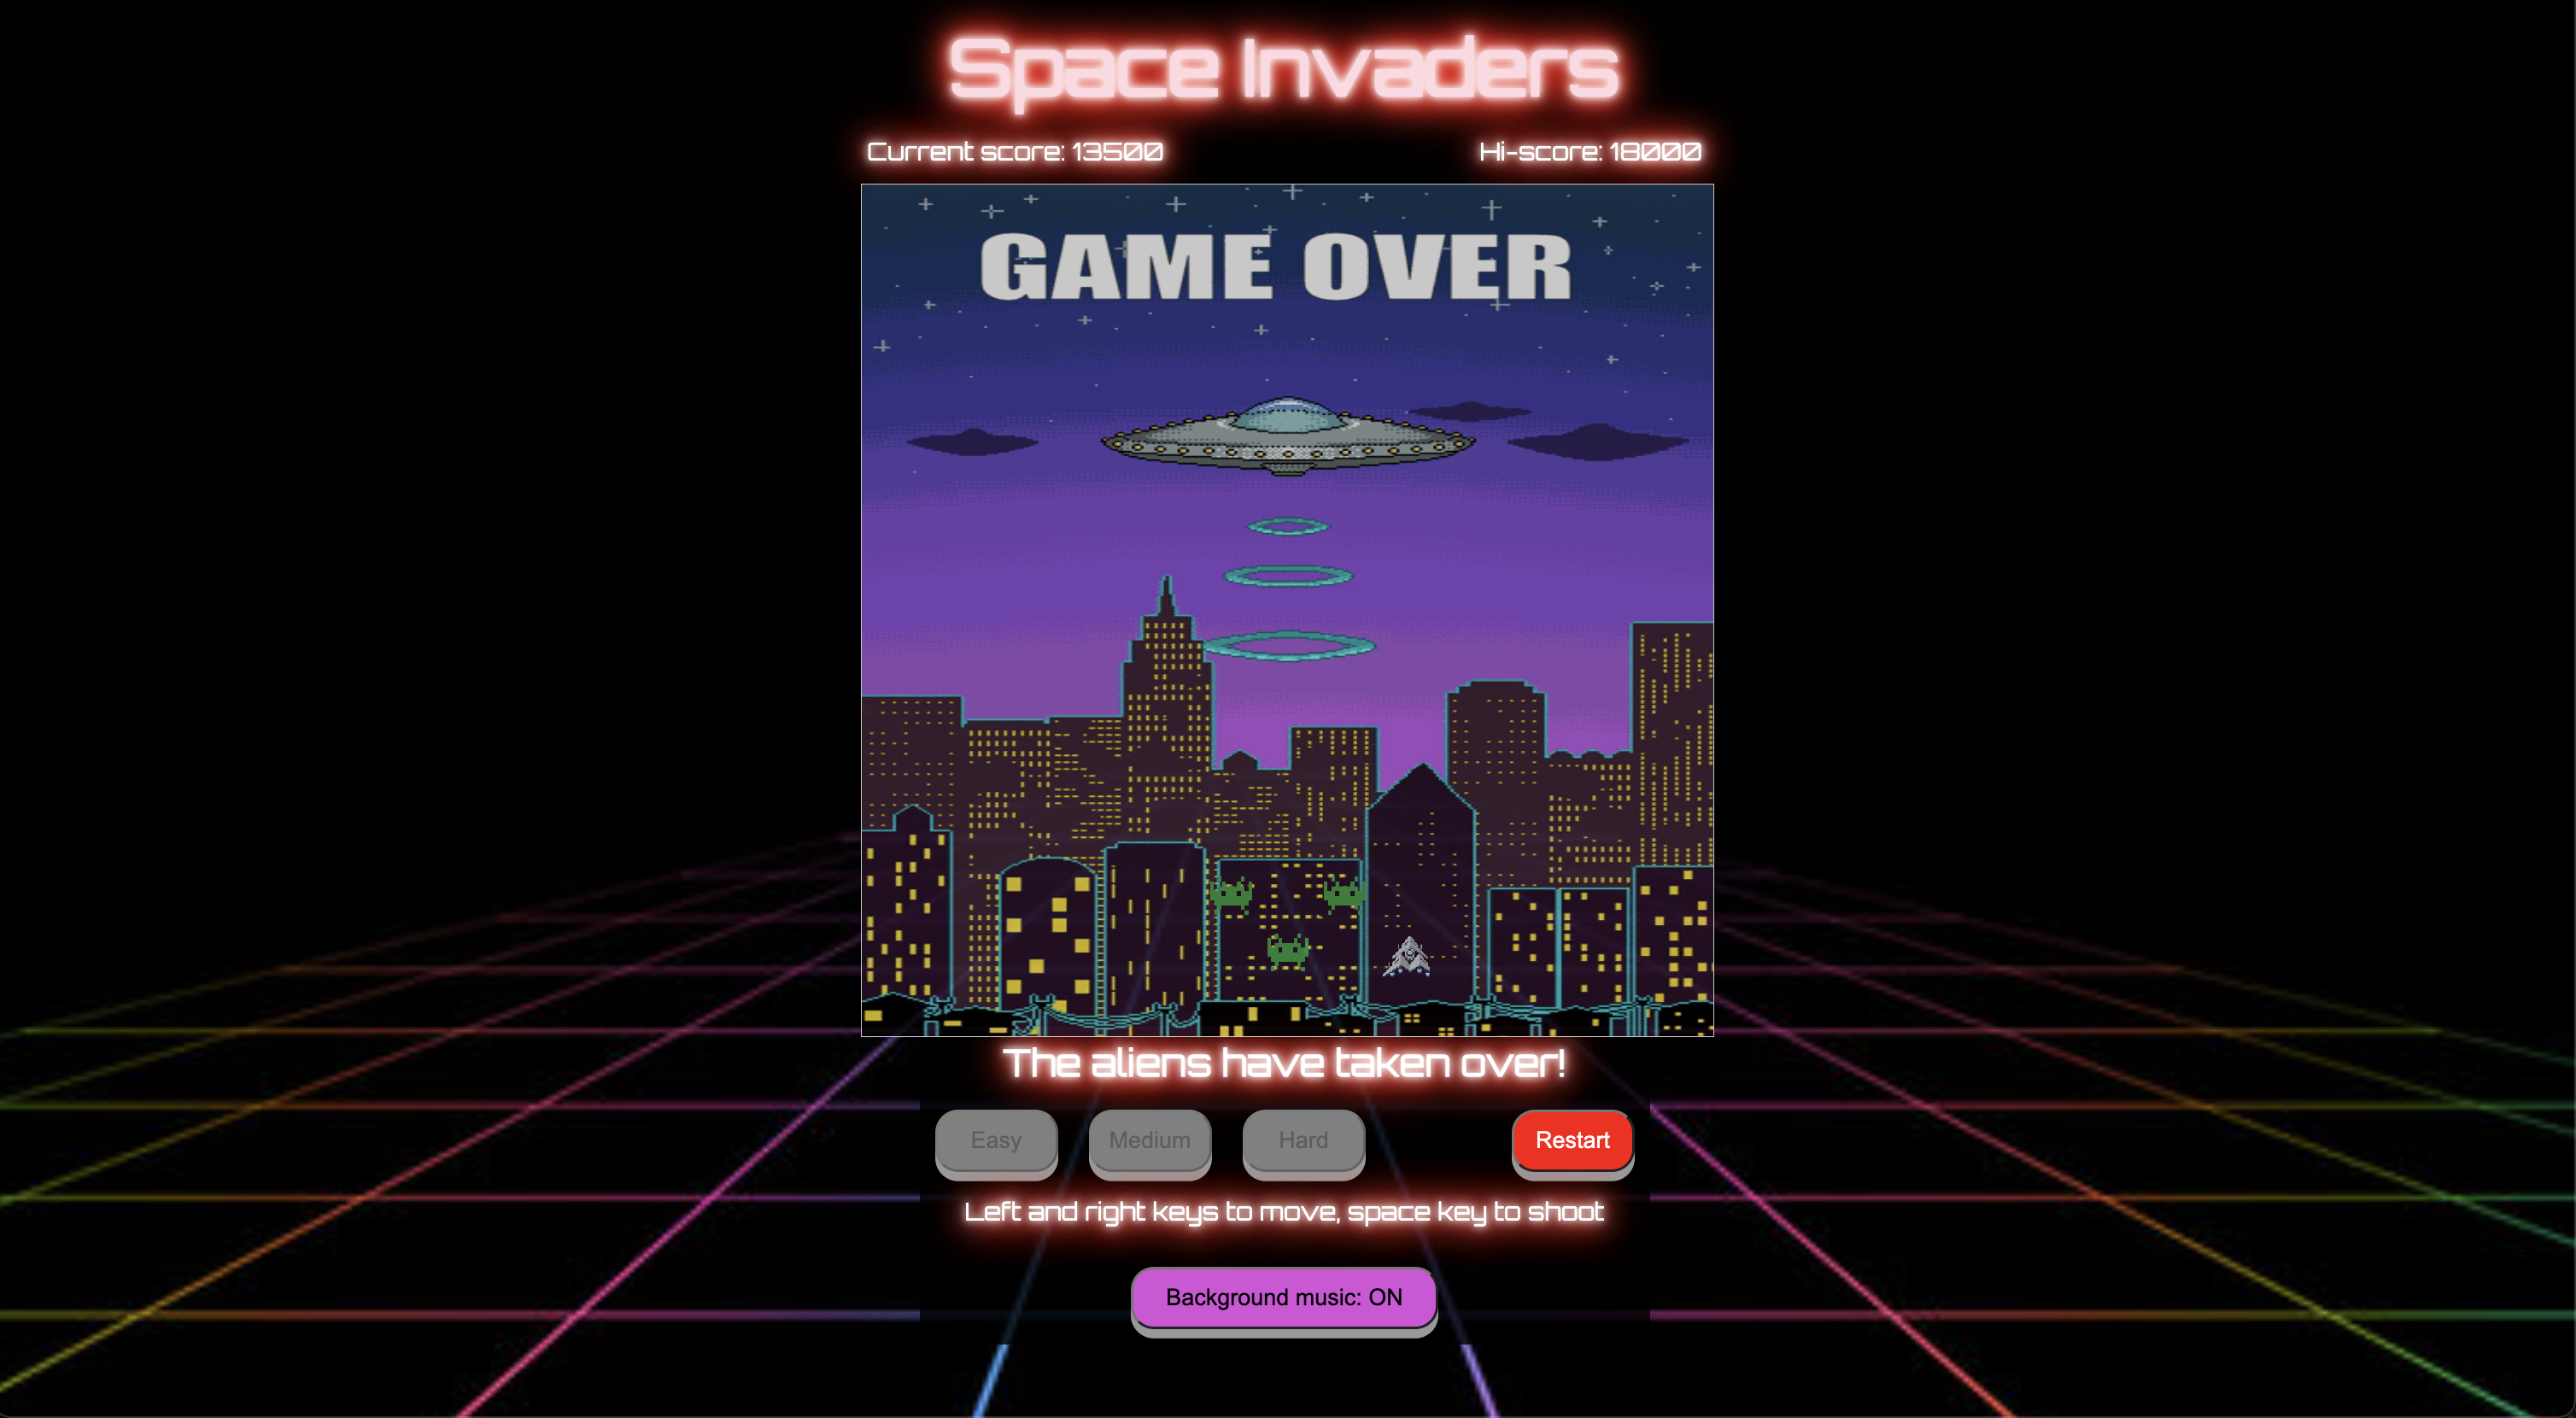 Space Invaders
Current score: 13500 Hi-score: 18000
GAME OVER
The aliens have taken over!
Easy Medium Hard Restart
Left and right keys to move, space key to shoot
Background music: ON